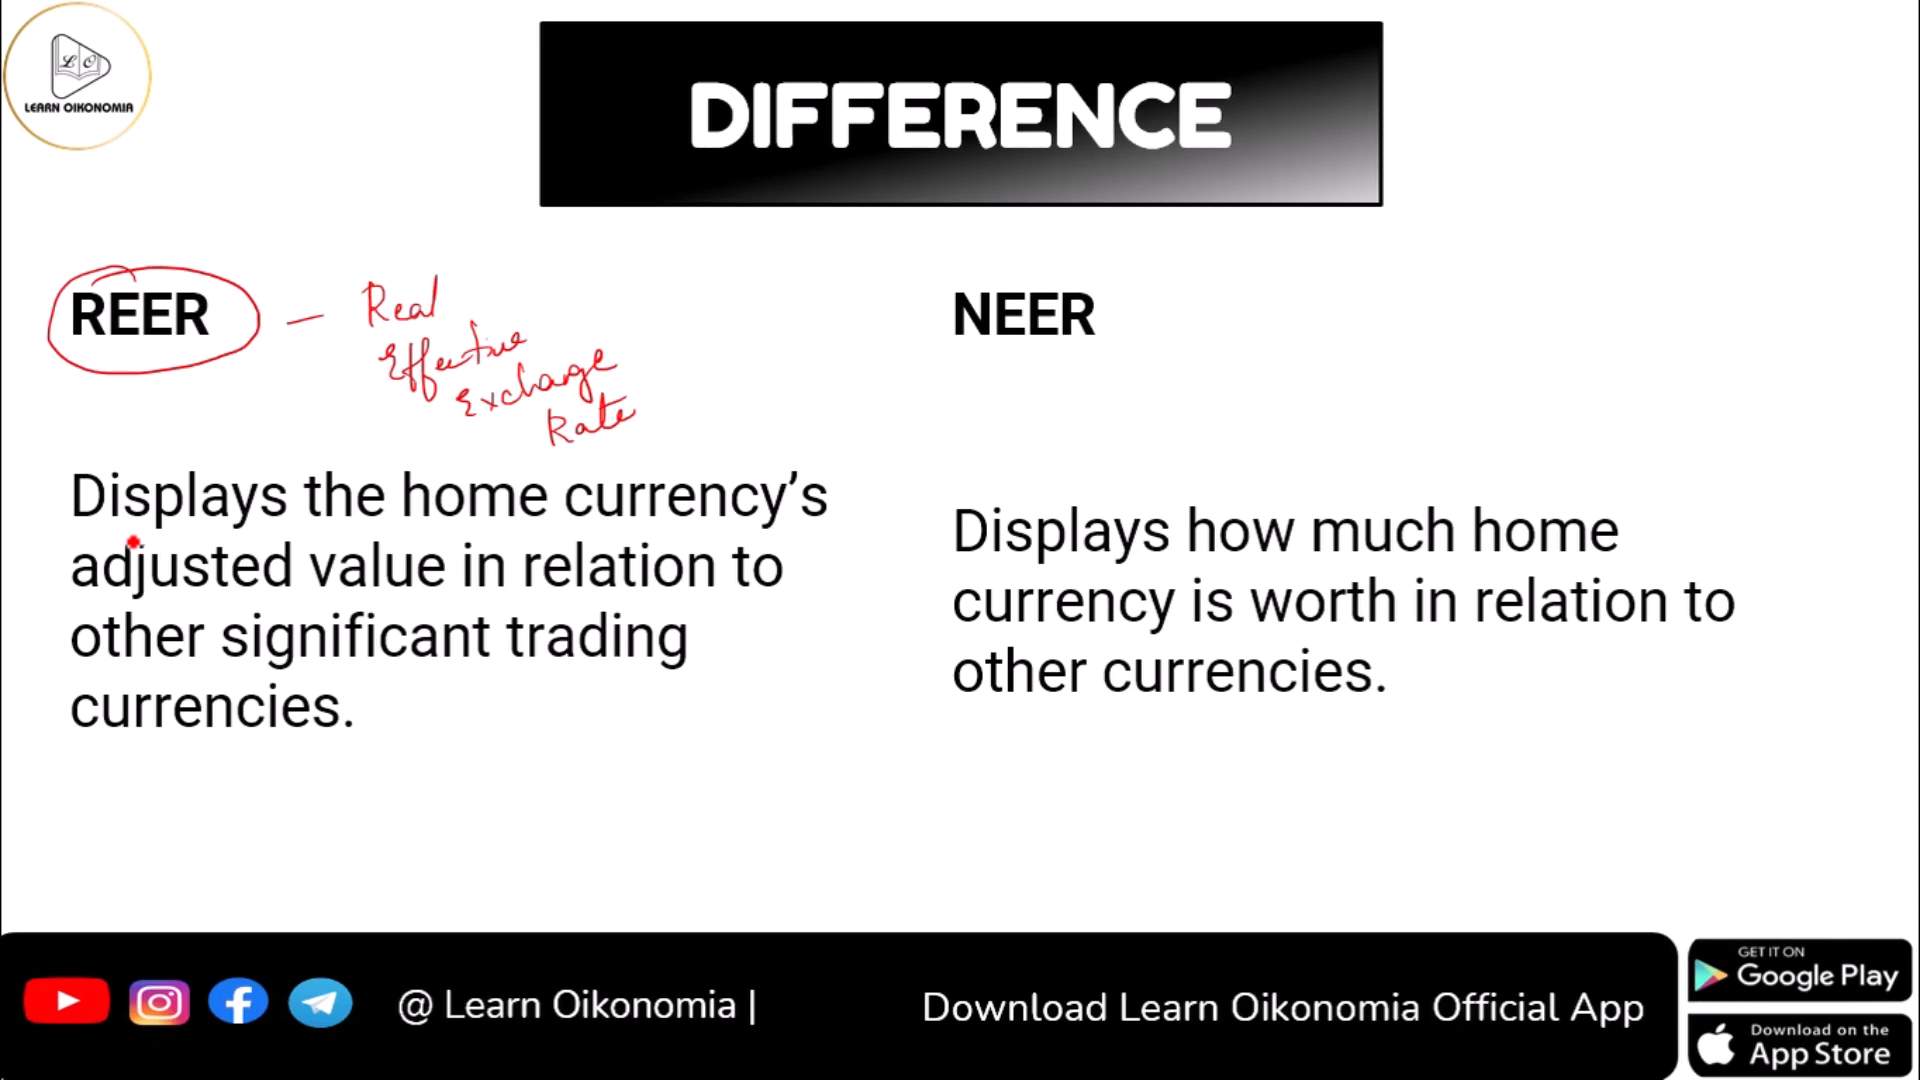 L O
LEARN OIKONOMIA
DIFFERENCE
REER
— Real
Effective
Exchange
Rate
Displays the home currency’s
adjusted value in relation to
other significant trading
currencies.
NEER
Displays how much home
currency is worth in relation to
other currencies.
@ Learn Oikonomia |
Download Learn Oikonomia Official App
GET IT ON
Google Play
Download on the
App Store